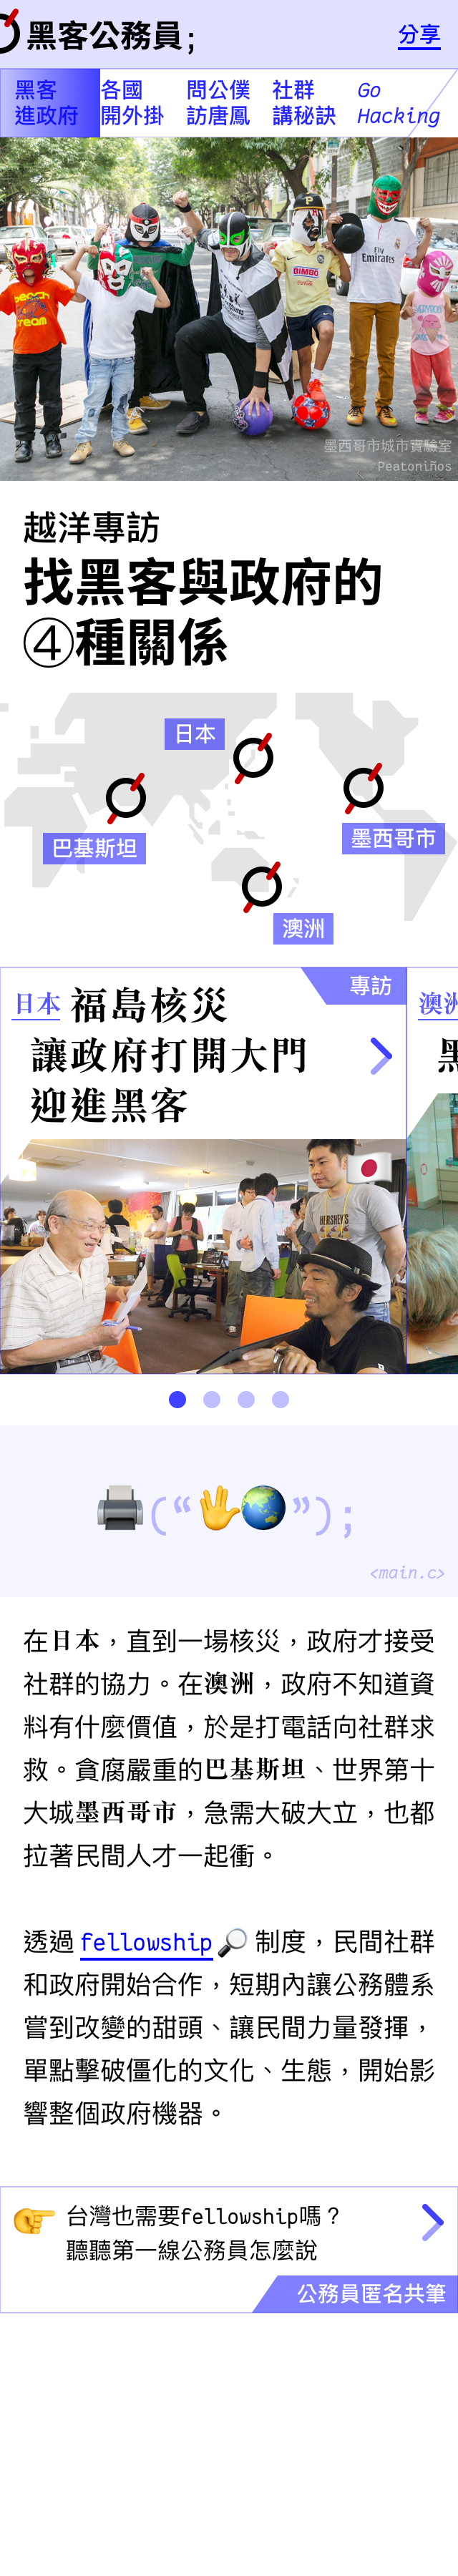 黑客公務員;
分享
黑客
進政府
各國
開外掛
問公僕
訪唐鳳
社群
講秘訣
Go
Hacking
Fly
Emirates
BIMBO
墨西哥市城市實驗室
Peatoniños
越洋專訪
找黑客與政府的
④種關係
日本
墨西哥市
巴基斯坦
澳洲
專訪
日本 福島核災
讓政府打開大門
迎進黑客
澳洲
黑
HERSHEY'S
(“ ”);
<main.c>
在日本，直到一場核災，政府才接受
社群的協力。在澳洲，政府不知道資
料有什麼價值，於是打電話向社群求
救。貪腐嚴重的巴基斯坦、世界第十
大城墨西哥市，急需大破大立，也都
拉著民間人才一起衝。
透過 fellowship 制度，民間社群
和政府開始合作，短期內讓公務體系
嘗到改變的甜頭、讓民間力量發揮，
單點擊破僵化的文化、生態，開始影
響整個政府機器。
台灣也需要fellowship嗎？
聽聽第一線公務員怎麼說
公務員匿名共筆